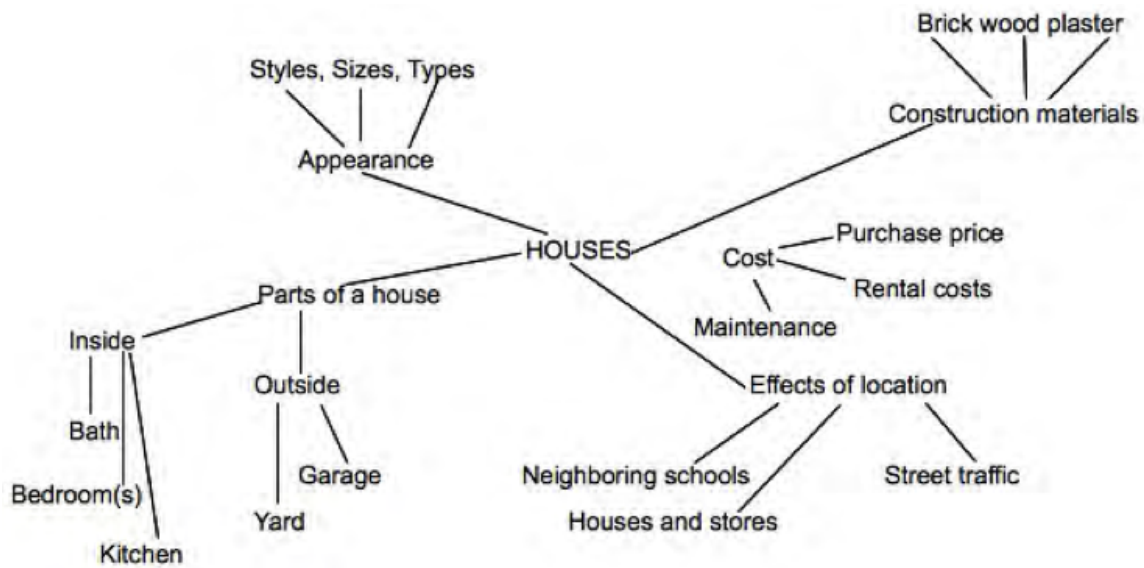 Brick wood plaster
Styles, Sizes, Types
Construction materials
Appearance
HOUSES
Purchase price
Cost
Rental costs
Parts of a house
Maintenance
Inside
Outside
Effects of location
Bath
Neighboring schools
Street traffic
Garage
Bedroom(s)
Yard
Houses and stores
Kitchen